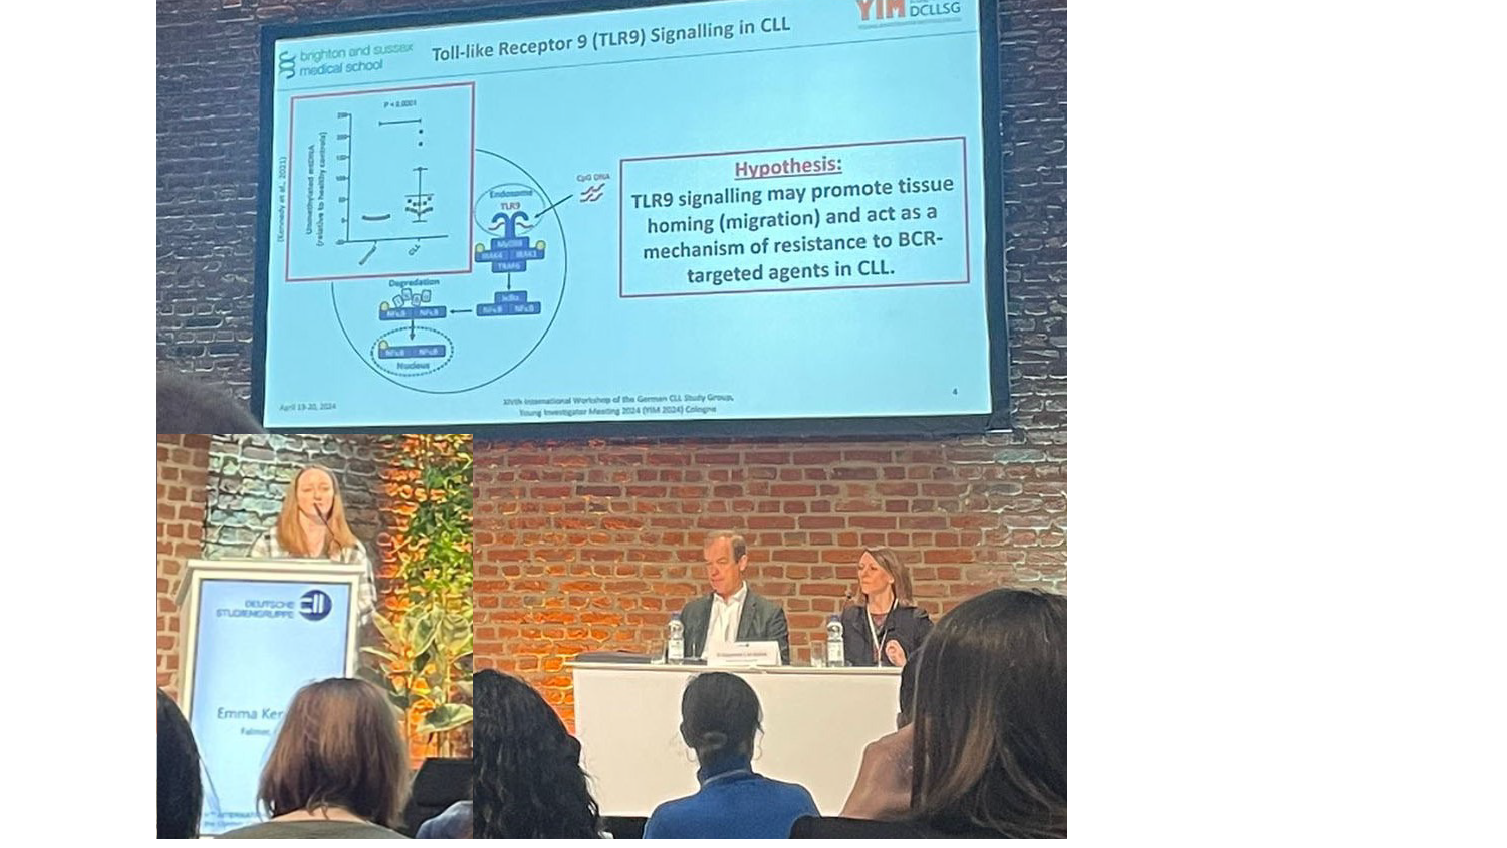 brighton and sussex
medical school
Toll-like Receptor 9 (TLR9) Signalling in CLL
YIM
DCLLSG
P < 0.0001
(Kennedy et al., 2021)
Unmethylated mtDNA
(relative to healthy controls)
CLL
CpG DNA
Endosome
TLR9
MyD88
IRAK4 IRAK1
TRAF6
Degradation
IκBα
NFκB NFκB
NFκB NFκB
NFκB NFκB
Nucleus
Hypothesis:
TLR9 signalling may promote tissue
homing (migration) and act as a
mechanism of resistance to BCR-
targeted agents in CLL.
April 19-20, 2024
XIVth International Workshop of the German CLL Study Group,
Young Investigator Meeting 2024 (YIM 2024) Cologne
4
DEUTSCHE
STUDIENGRUPPE
CLL
Emma Ker
Falmer,